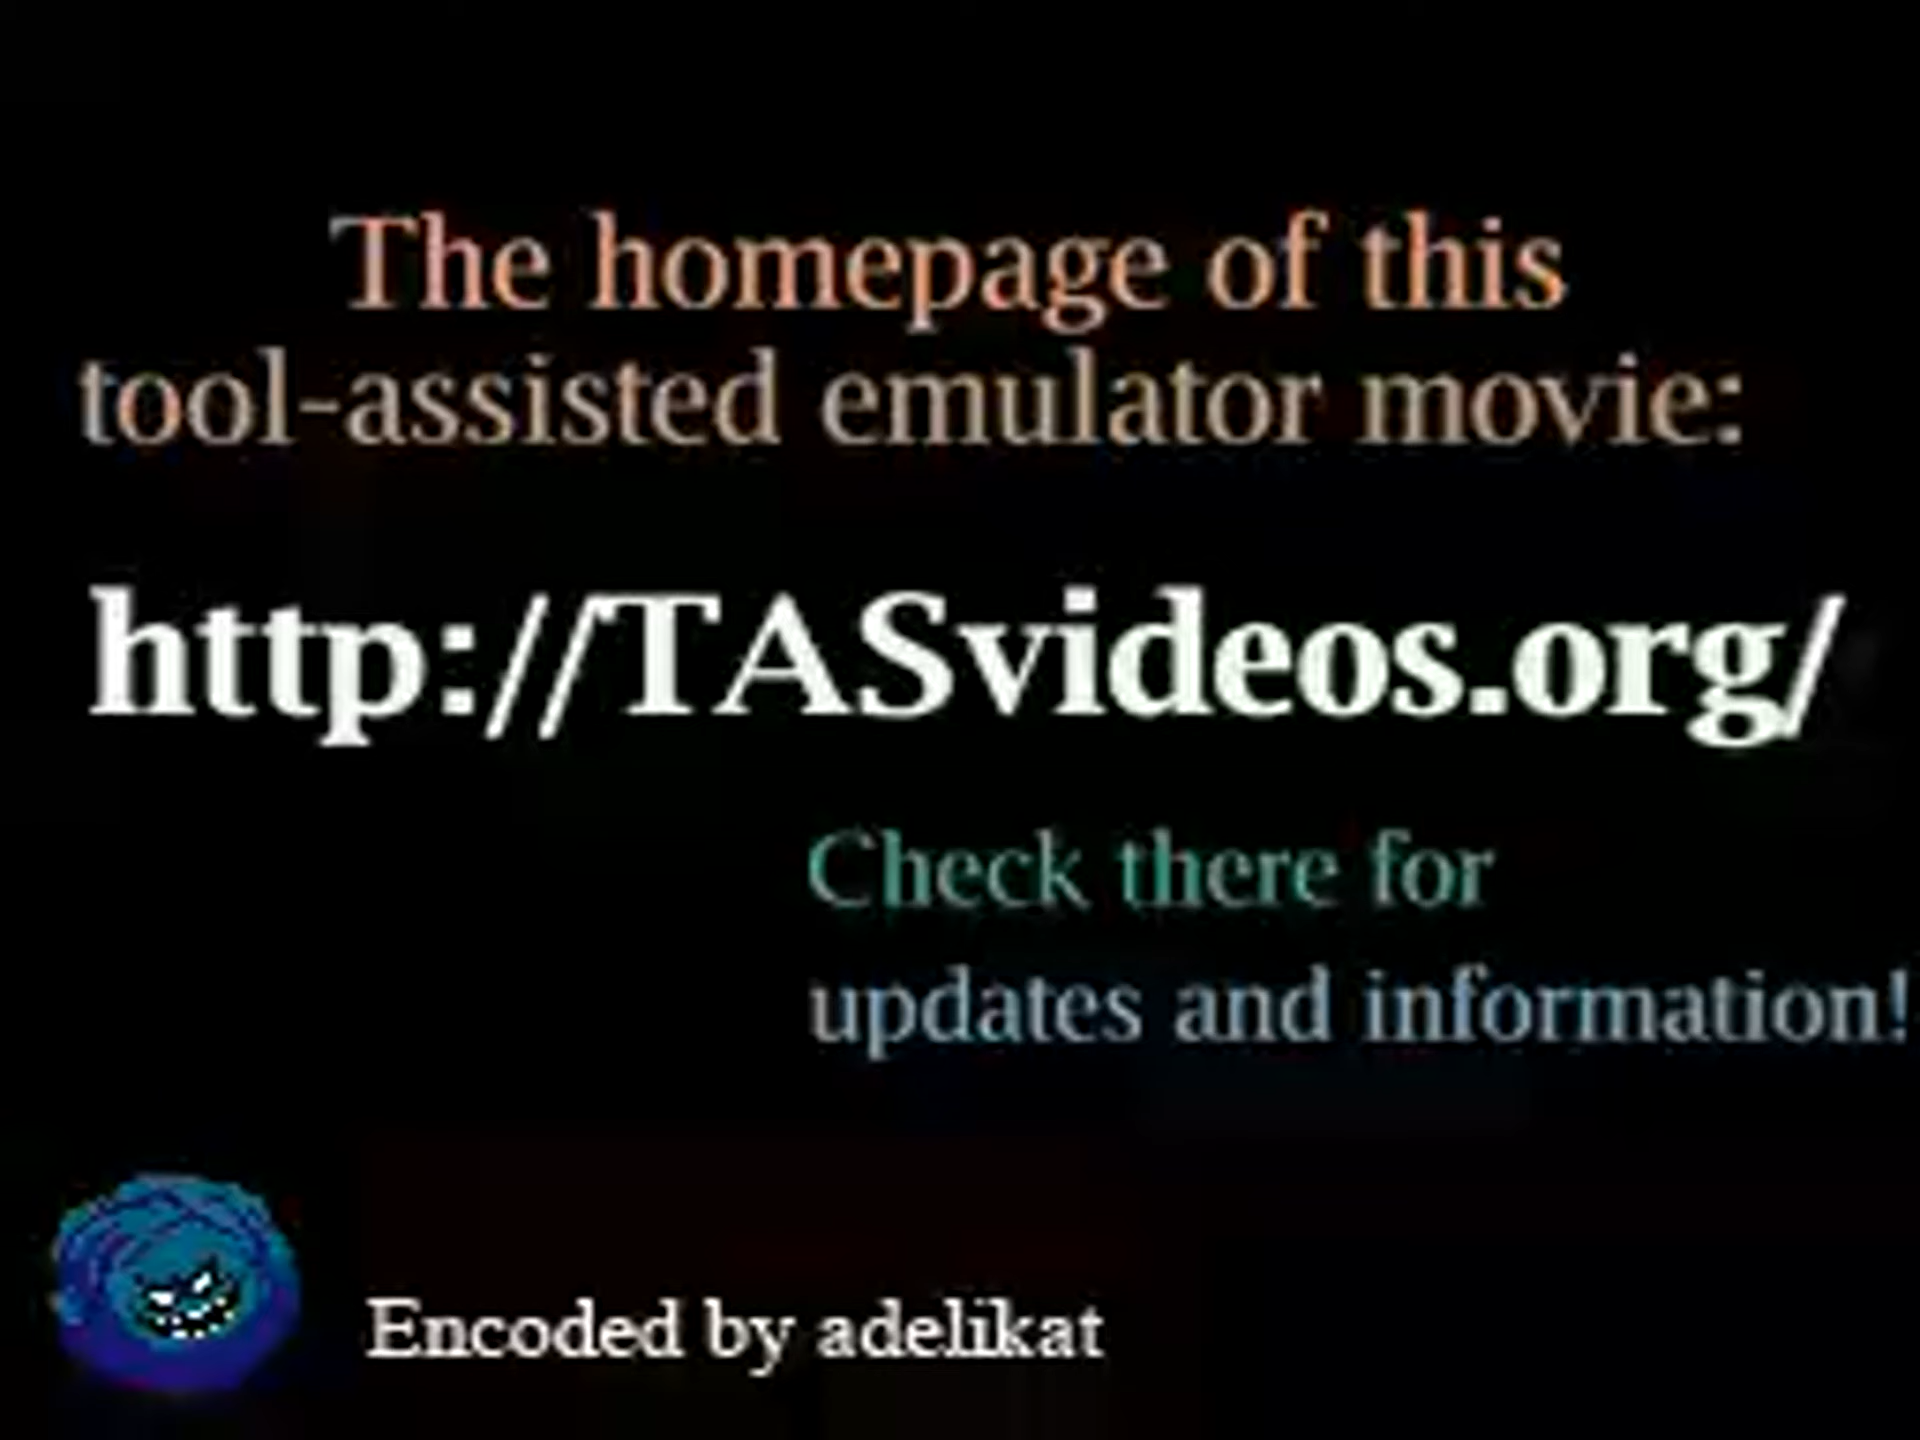 The homepage of this
tool-assisted emulator movie:
http://TASvideos.org/
Check there for
updates and information!
Encoded by adelikat